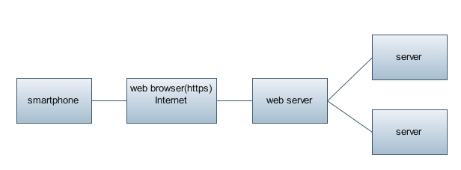 smartphone
web browser(https)
Internet
web server
server
server